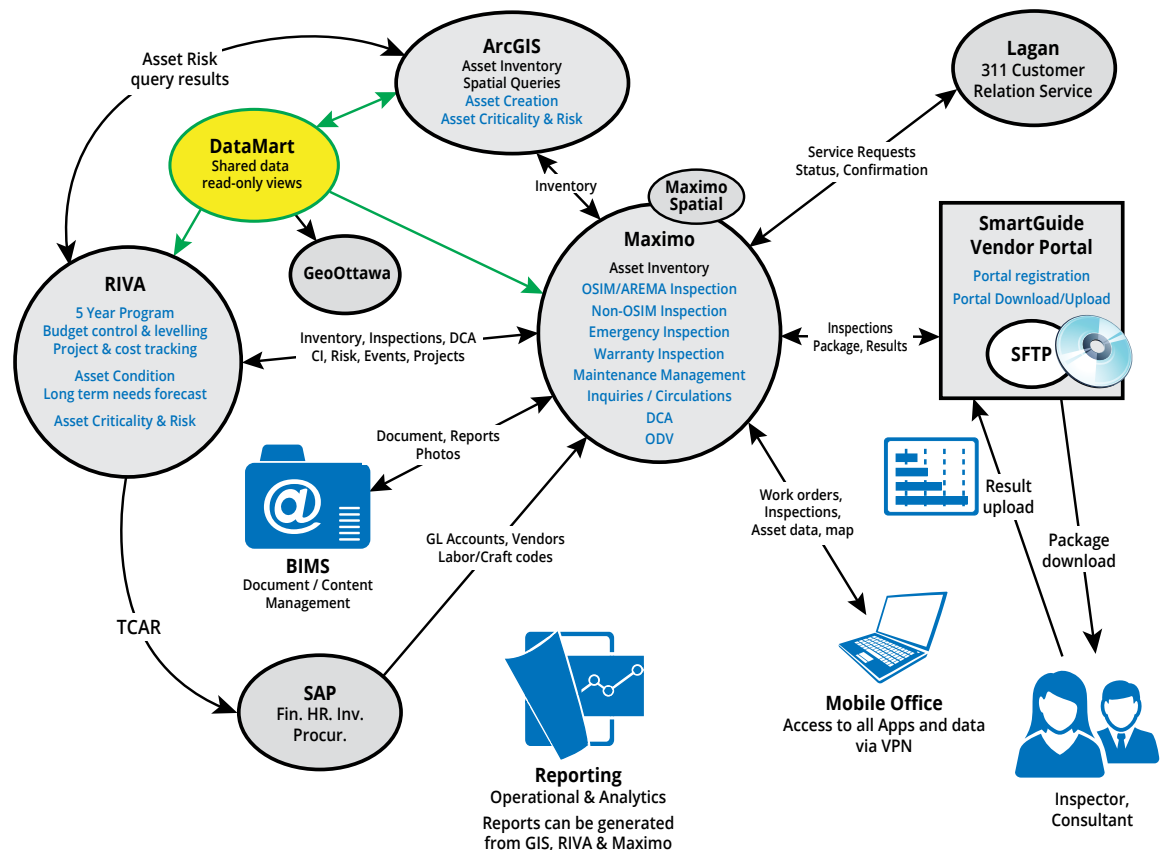 ArcGIS
Asset Inventory
Spatial Queries
Asset Creation
Asset Criticality & Risk
Lagan
311 Customer
Relation Service
Asset Risk
query results
DataMart
Shared data
read-only views
Service Requests
Status, Confirmation
Inventory
Maximo
Spatial
Maximo
Asset Inventory
OSIM/AREMA Inspection
Non-OSIM Inspection
Emergency Inspection
Warranty Inspection
Maintenance Management
Inquiries / Circulations
DCA
ODV
SmartGuide
Vendor Portal
Portal registration
Portal Download/Upload
SFTP
GeoOttawa
RIVA
5 Year Program
Budget control & levelling
Project & cost tracking
Asset Condition
Long term needs forecast
Asset Criticality & Risk
Inventory, Inspections, DCA
CI, Risk, Events, Projects
Inspections
Package, Results
Document, Reports
Photos
@
BIMS
Document / Content
Management
GL Accounts, Vendors
Labor/Craft codes
Work orders,
Inspections,
Asset data, map
Result
upload
Package
download
TCAR
SAP
Fin. HR. Inv.
Procur.
Reporting
Operational & Analytics
Reports can be generated
from GIS, RIVA & Maximo
Mobile Office
Access to all Apps and data
via VPN
Inspector,
Consultant